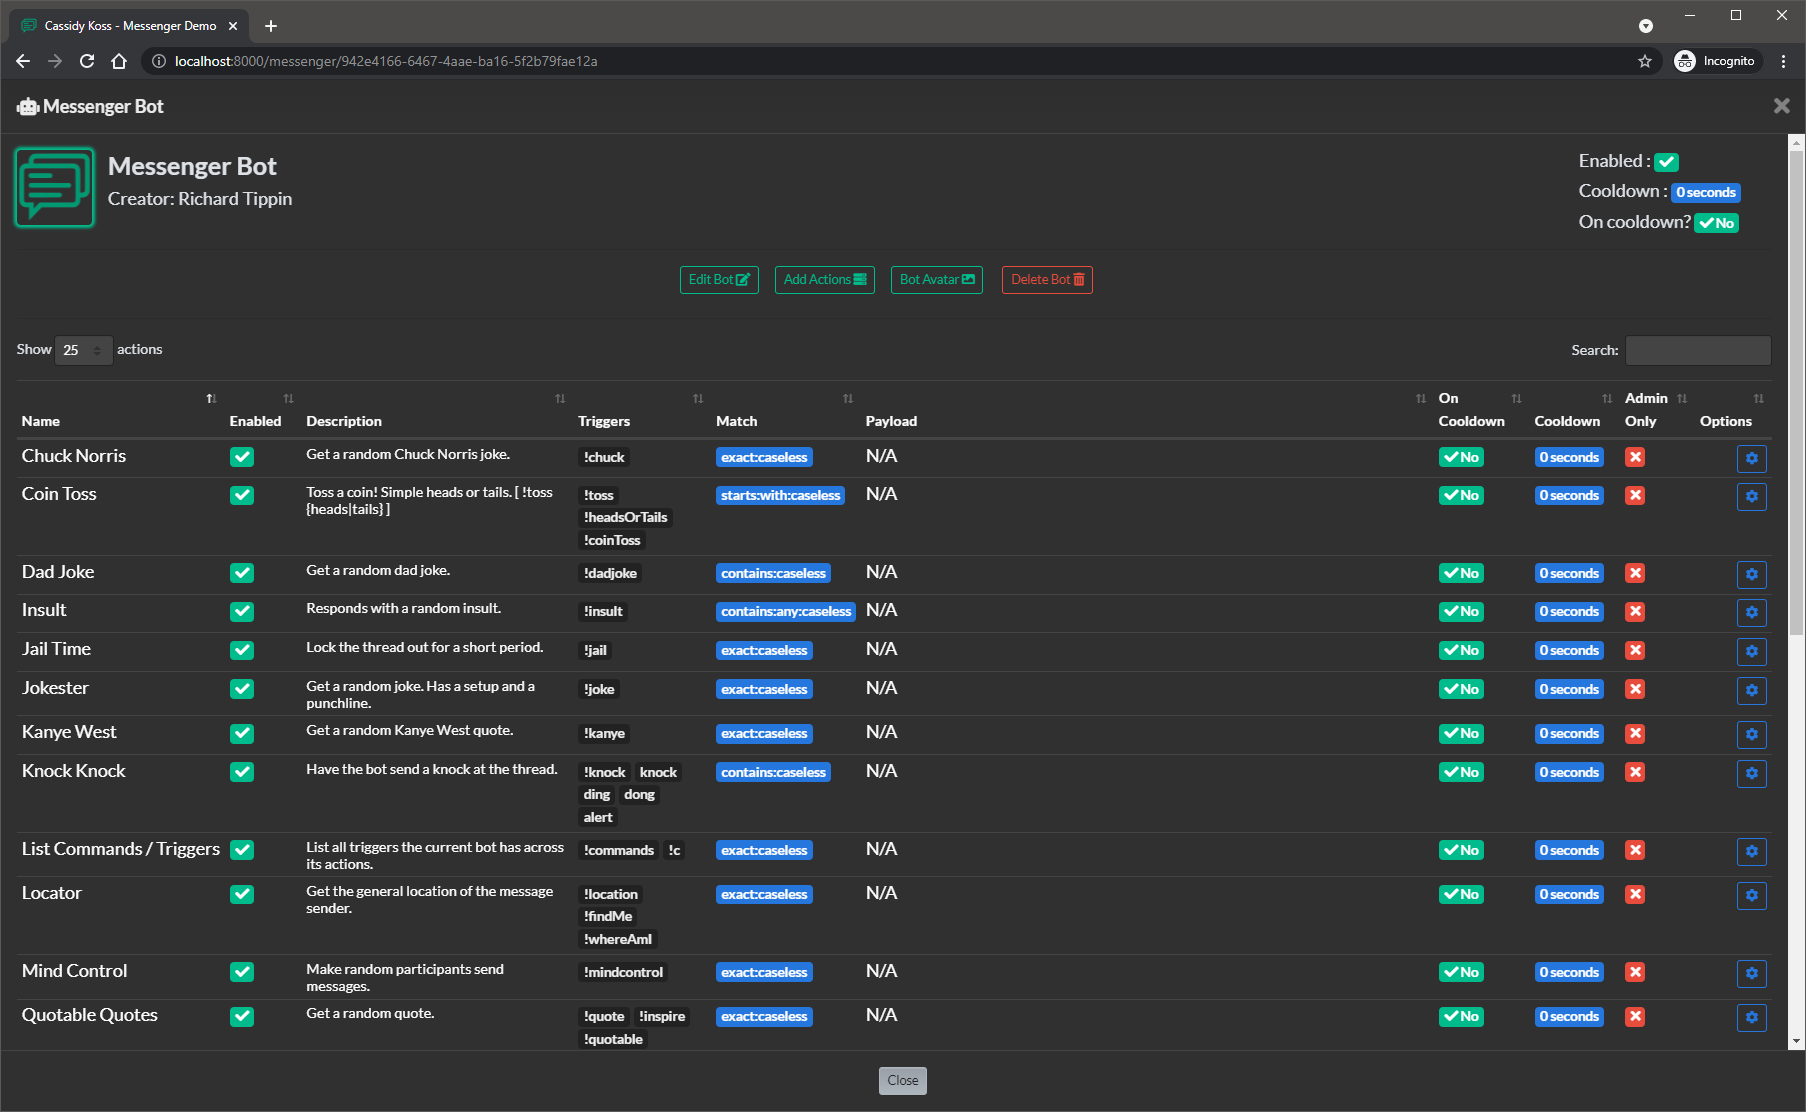 Cassidy Koss - Messenger Demo
localhost:8000/messenger/942e4166-6467-4aae-ba16-5f2b79fae12a
Incognito
Messenger Bot
Messenger Bot
Creator: Richard Tippin
Enabled :
Cooldown : 0 seconds
On cooldown? No
Edit Bot Add Actions Bot Avatar Delete Bot
Show 25 actions
Search:
Name Enabled Description Triggers Match Payload On Cooldown Cooldown Admin Only Options
Chuck Norris Get a random Chuck Norris joke. !chuck exact:caseless N/A No 0 seconds
Coin Toss Toss a coin! Simple heads or tails. [ !toss {heads|tails} ] !toss !headsOrTails !coinToss starts:with:caseless N/A No 0 seconds
Dad Joke Get a random dad joke. !dadjoke contains:caseless N/A No 0 seconds
Insult Responds with a random insult. !insult contains:any:caseless N/A No 0 seconds
Jail Time Lock the thread out for a short period. !jail exact:caseless N/A No 0 seconds
Jokester Get a random joke. Has a setup and a punchline. !joke exact:caseless N/A No 0 seconds
Kanye West Get a random Kanye West quote. !kanye exact:caseless N/A No 0 seconds
Knock Knock Have the bot send a knock at the thread. !knock knock ding dong alert contains:caseless N/A No 0 seconds
List Commands / Triggers List all triggers the current bot has across its actions. !commands !c exact:caseless N/A No 0 seconds
Locator Get the general location of the message sender. !location !findMe !whereAmI exact:caseless N/A No 0 seconds
Mind Control Make random participants send messages. !mindcontrol exact:caseless N/A No 0 seconds
Quotable Quotes Get a random quote. !quote !inspire !quotable exact:caseless N/A No 0 seconds
Close